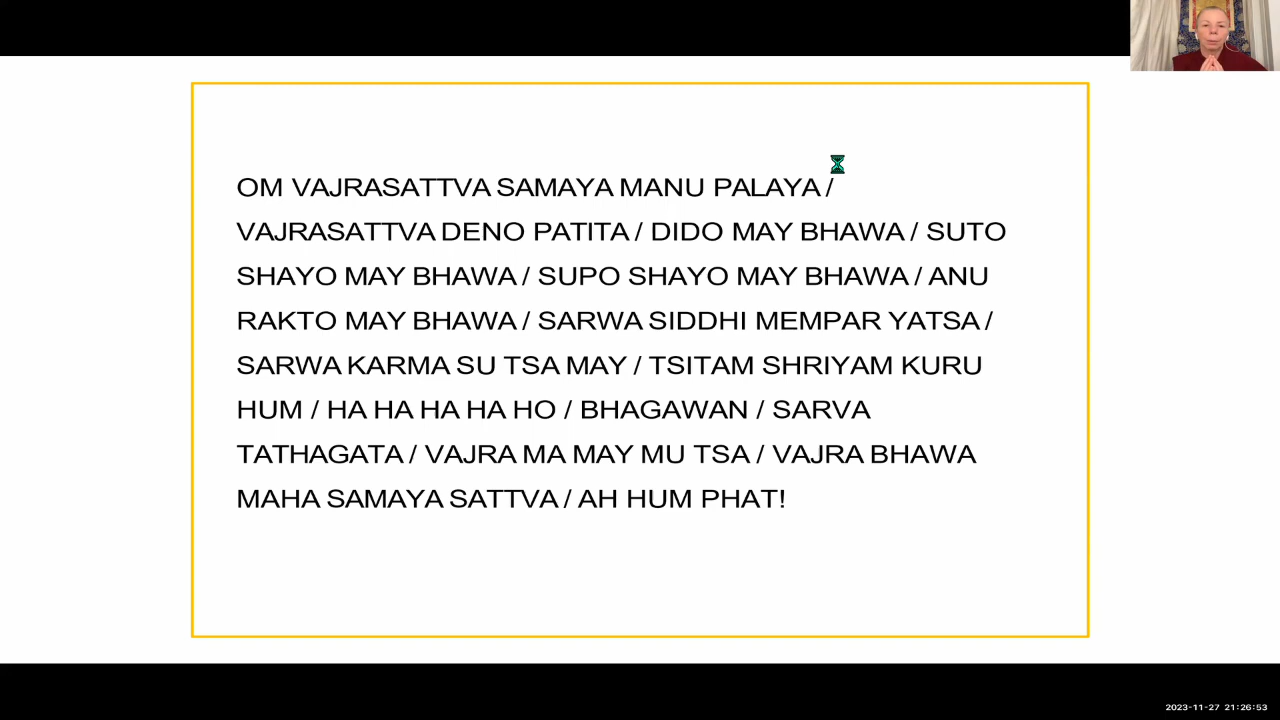 OM VAJRASATTVA SAMAYA MANU PALAYA /
VAJRASATTVA DENO PATITA / DIDO MAY BHAWA / SUTO
SHAYO MAY BHAWA / SUPO SHAYO MAY BHAWA / ANU
RAKTO MAY BHAWA / SARWA SIDDHI MEMPAR YATSA /
SARWA KARMA SU TSA MAY / TSITAM SHRIYAM KURU
HUM / HA HA HA HA HO / BHAGAWAN / SARVA
TATHAGATA / VAJRA MA MAY MU TSA / VAJRA BHAWA
MAHA SAMAYA SATTVA / AH HUM PHAT!
2023-11-27 21:26:53